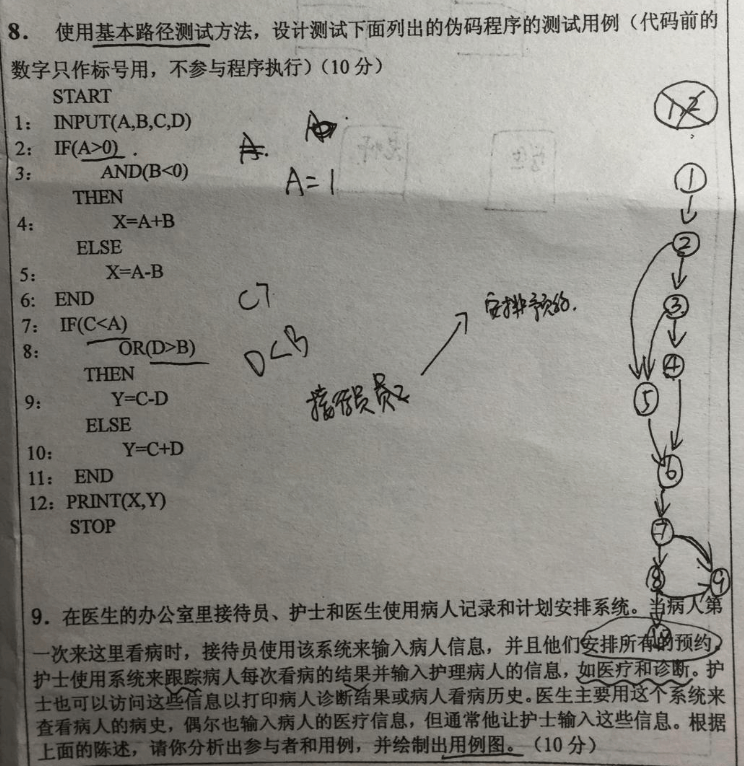 8. 使用基本路径测试方法，设计测试下面列出的伪码程序的测试用例（代码前的
数字只作标号用，不参与程序执行）（10 分）
START
1: INPUT(A,B,C,D)
2: IF(A>0)
3: AND(B<0)
THEN
4: X=A+B
ELSE
5: X=A-B
6: END
7: IF(C<A)
8: OR(D>B)
THEN
9: Y=C-D
ELSE
10: Y=C+D
11: END
12: PRINT(X,Y)
STOP
A=1
D<B
安排预约.
1
2
3
4
5
6
7
8
9
10
9. 在医生的办公室里接待员、护士和医生使用病人记录和计划安排系统。当病人第
一次来这里看病时，接待员使用该系统来输入病人信息，并且他们安排所有的预约。
护士使用系统来跟踪病人每次看病的结果并输入护理病人的信息，如医疗和诊断。护
士也可以访问这些信息以打印病人诊断结果或病人看病历史。医生主要用这个系统来
查看病人的病史，偶尔也输入病人的医疗信息，但通常他让护士输入这些信息。根据
上面的陈述，请你分析出参与者和用例，并绘制出用例图。（10 分）